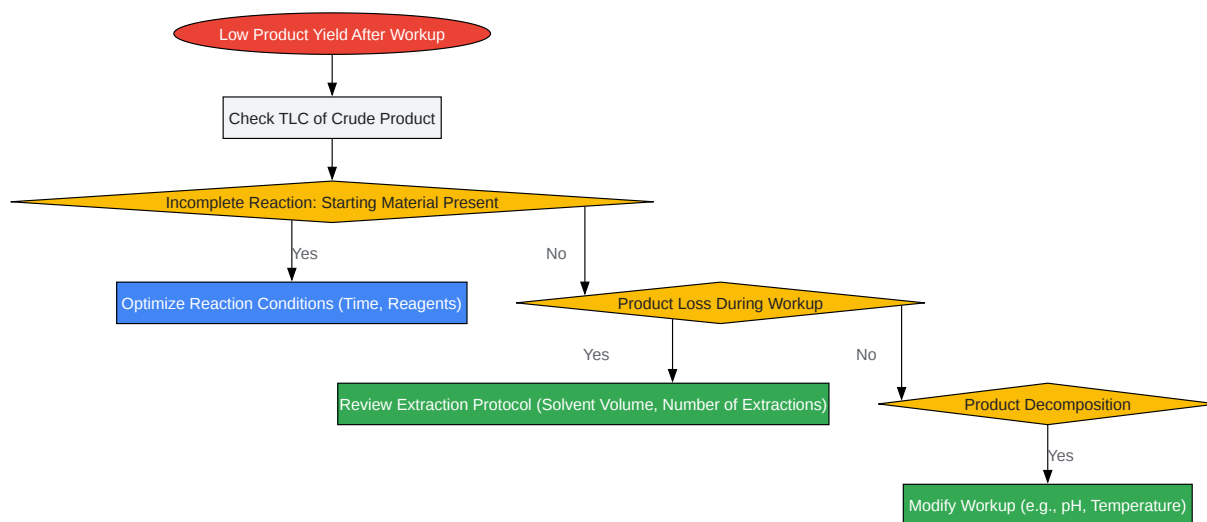 Low Product Yield After Workup
Check TLC of Crude Product
Incomplete Reaction: Starting Material Present
Yes
No
Optimize Reaction Conditions (Time, Reagents)
Product Loss During Workup
Yes
No
Review Extraction Protocol (Solvent Volume, Number of Extractions)
Product Decomposition
Yes
Modify Workup (e.g., pH, Temperature)